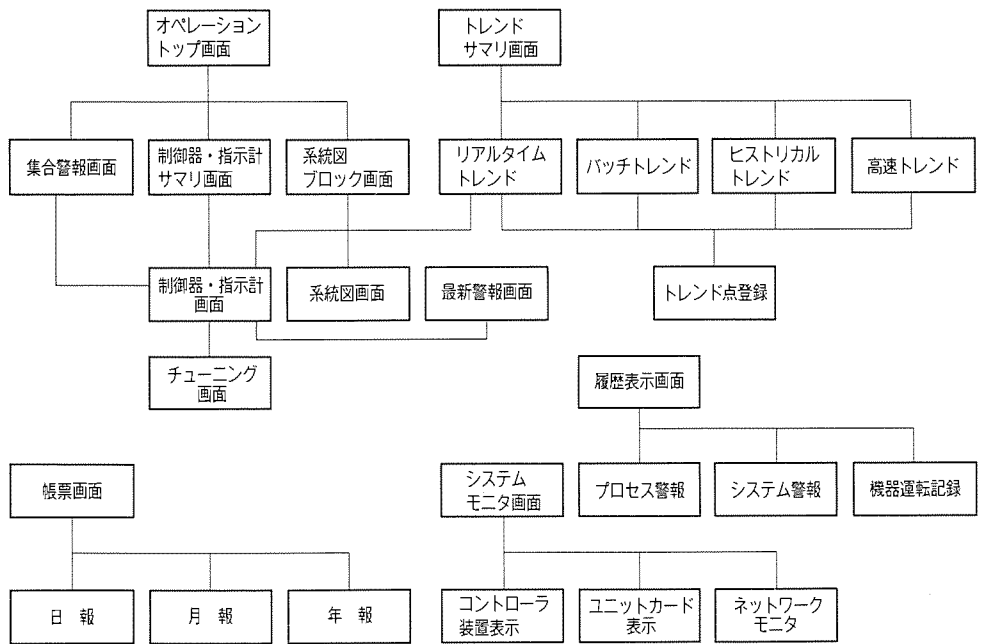 オペレーション
トップ画面
トレンド
サマリ画面
集合警報画面
制御器・指示計
サマリ画面
系統図
ブロック画面
リアルタイム
トレンド
バッチトレンド
ヒストリカル
トレンド
高速トレンド
制御器・指示計
画面
系統図画面
最新警報画面
トレンド点登録
チューニング
画面
履歴表示画面
帳票画面
システム
モニタ画面
プロセス警報
システム警報
機器運転記録
日 報
月 報
年 報
コントローラ
装置表示
ユニットカード
表示
ネットワーク
モニタ